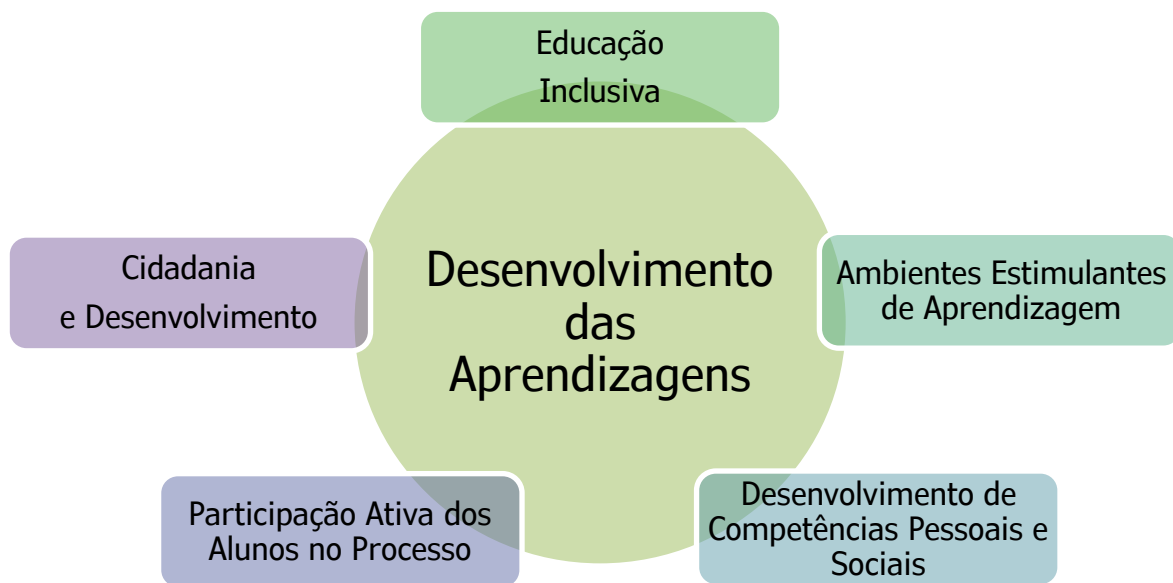 Educação
Inclusiva
Cidadania
e Desenvolvimento
Desenvolvimento
das
Aprendizagens
Ambientes Estimulantes
de Aprendizagem
Participação Ativa dos
Alunos no Processo
Desenvolvimento de
Competências Pessoais e
Sociais